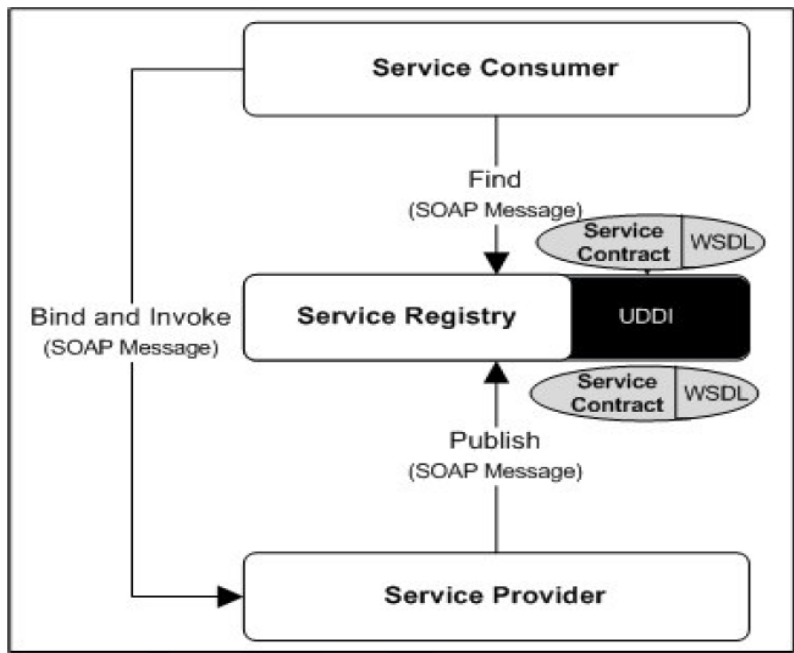 Service Consumer
Find
(SOAP Message)
Service
Contract
WSDL
Bind and Invoke
(SOAP Message)
Service Registry
UDDI
Service
Contract
WSDL
Publish
(SOAP Message)
Service Provider